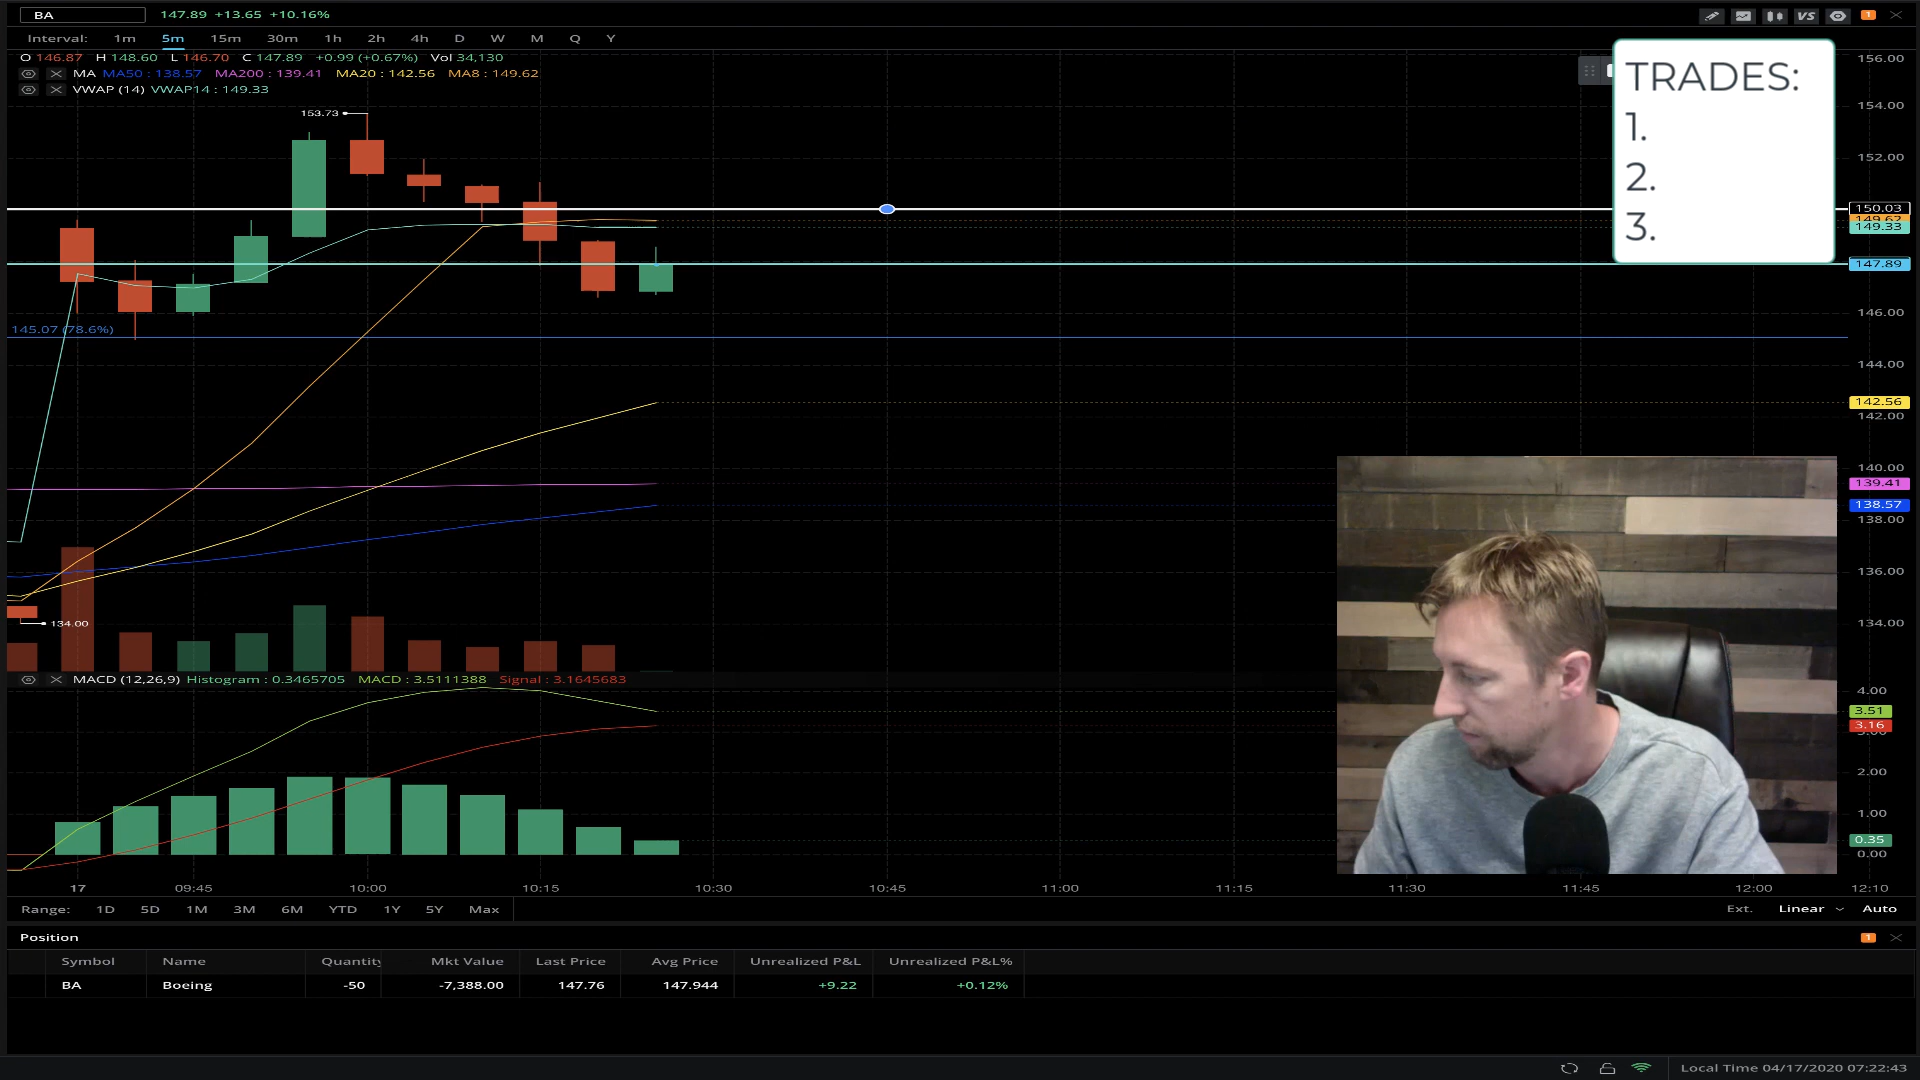 BA 147.89 +13.65 +10.16% VS 1
Interval: 1m 5m 15m 30m 1h 2h 4h D W M Q Y
O 146.87 H 148.60 L 146.70 C 147.89 +0.99 (+0.67%) Vol 34,130
MA MA50 : 138.57 MA200 : 139.41 MA20 : 142.56 MA8 : 149.62
VWAP (14) VWAP14 : 149.33
TRADES:
1.
2.
3.
153.73
145.07 (78.6%)
134.00
156.00
154.00
152.00
150.03
149.62
149.33
147.89
146.00
144.00
142.56
142.00
140.00
139.41
138.57
138.00
136.00
134.00
MACD (12,26,9) Histogram : 0.3465705 MACD : 3.5111388 Signal : 3.1645683
4.00
3.51
3.16
3.00
2.00
1.00
0.35
0.00
17 09:45 10:00 10:15 10:30 10:45 11:00 11:15 11:30 11:45 12:00 12:10
Range: 1D 5D 1M 3M 6M YTD 1Y 5Y Max Ext. Linear Auto
Position 1
Symbol Name Quantity Mkt Value Last Price Avg Price Unrealized P&L Unrealized P&L%
BA Boeing -50 -7,388.00 147.76 147.944 +9.22 +0.12%
Local Time 04/17/2020 07:22:43